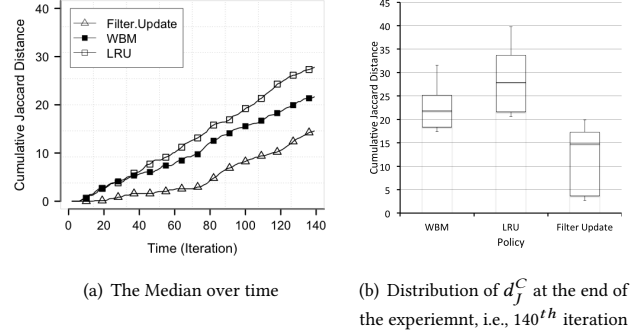 Cumulative Jaccard Distance
40
30
20
10
0
Filter.Update
WBM
LRU
0 20 40 60 80 100 120 140
Time (Iteration)
(a) The Median over time
Cumulative Jaccard Distance
45
40
35
30
25
20
15
10
5
0
WBM LRU Filter Update
Policy
(b) Distribution of d_J^C at the end of
the experiemnt, i.e., 140^th iteration